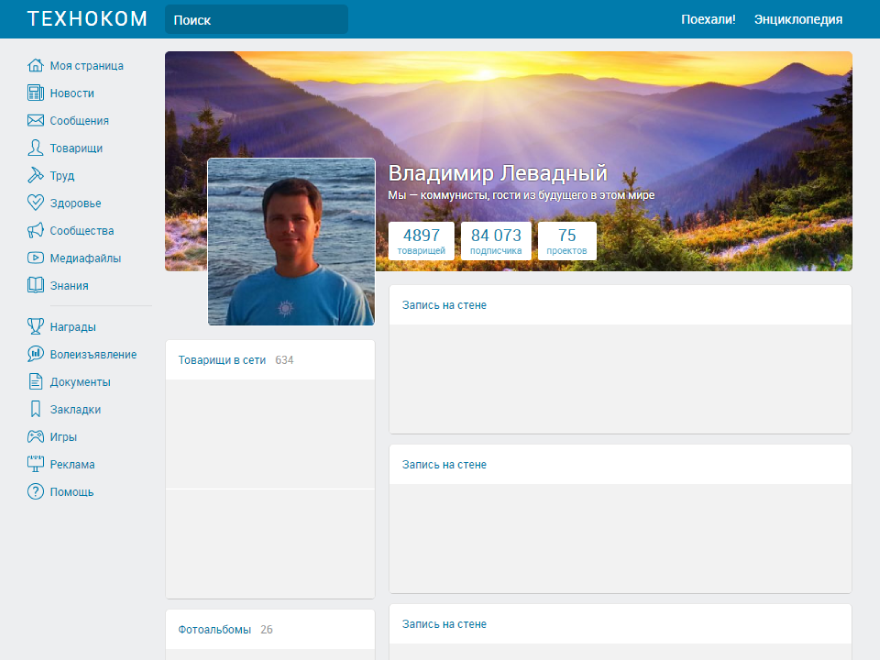 ТЕХНОКОМ
Поиск
Поехали!
Энциклопедия
Моя страница
Новости
Сообщения
Товарищи
Труд
Здоровье
Сообщества
Медиафайлы
Знания
Награды
Волеизъявление
Документы
Закладки
Игры
Реклама
Помощь
Владимир Левадный
Мы — коммунисты, гости из будущего в этом мире
4897
товарищей
84 073
подписчика
75
проектов
Товарищи в сети 634
Фотоальбомы 26
Запись на стене
Запись на стене
Запись на стене